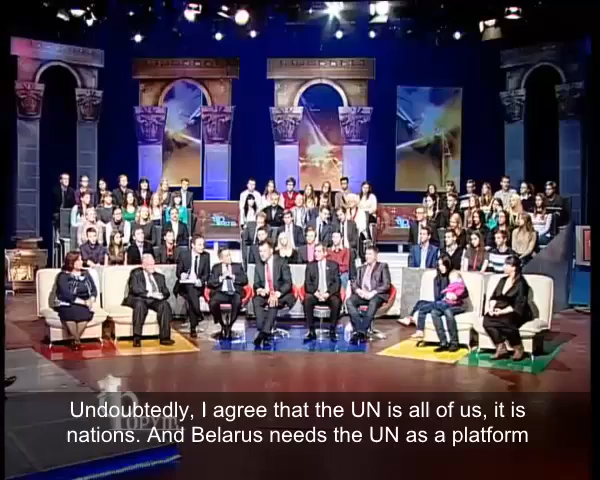 ФОРУМ
Undoubtedly, I agree that the UN is all of us, it is
nations. And Belarus needs the UN as a platform